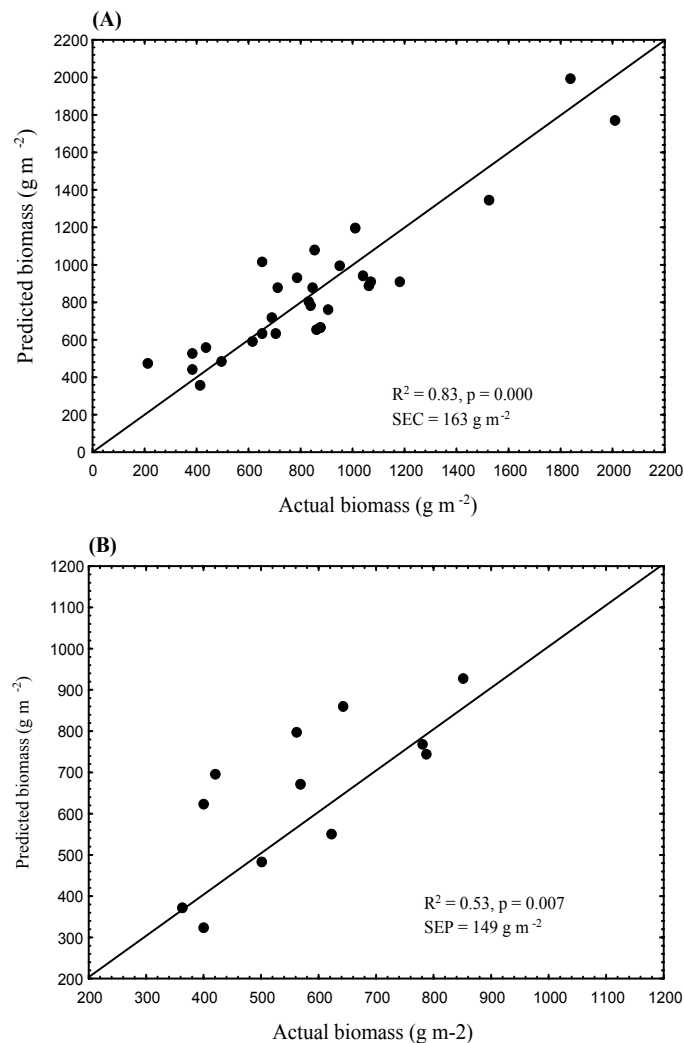 (A)
Predicted biomass (g m⁻²)
2200
2000
1800
1600
1400
1200
1000
800
600
400
200
0
R² = 0.83, p = 0.000
SEC = 163 g m⁻²
0 200 400 600 800 1000 1200 1400 1600 1800 2000 2200
Actual biomass (g m⁻²)
(B)
Predicted biomass (g m⁻²)
1200
1100
1000
900
800
700
600
500
400
300
200
R² = 0.53, p = 0.007
SEP = 149 g m⁻²
200 300 400 500 600 700 800 900 1000 1100 1200
Actual biomass (g m-2)